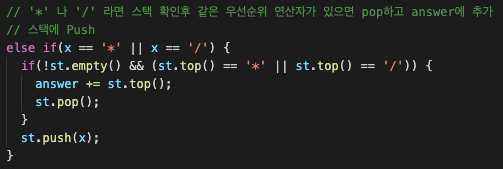 // '*' 나 '/' 라면 스택 확인후 같은 우선순위 연산자가 있으면 pop하고 answer에 추가
// 스택에 Push
else if(x == '*' || x == '/') {
if(!st.empty() && (st.top() == '*' || st.top() == '/')) {
answer += st.top();
st.pop();
}
st.push(x);
}